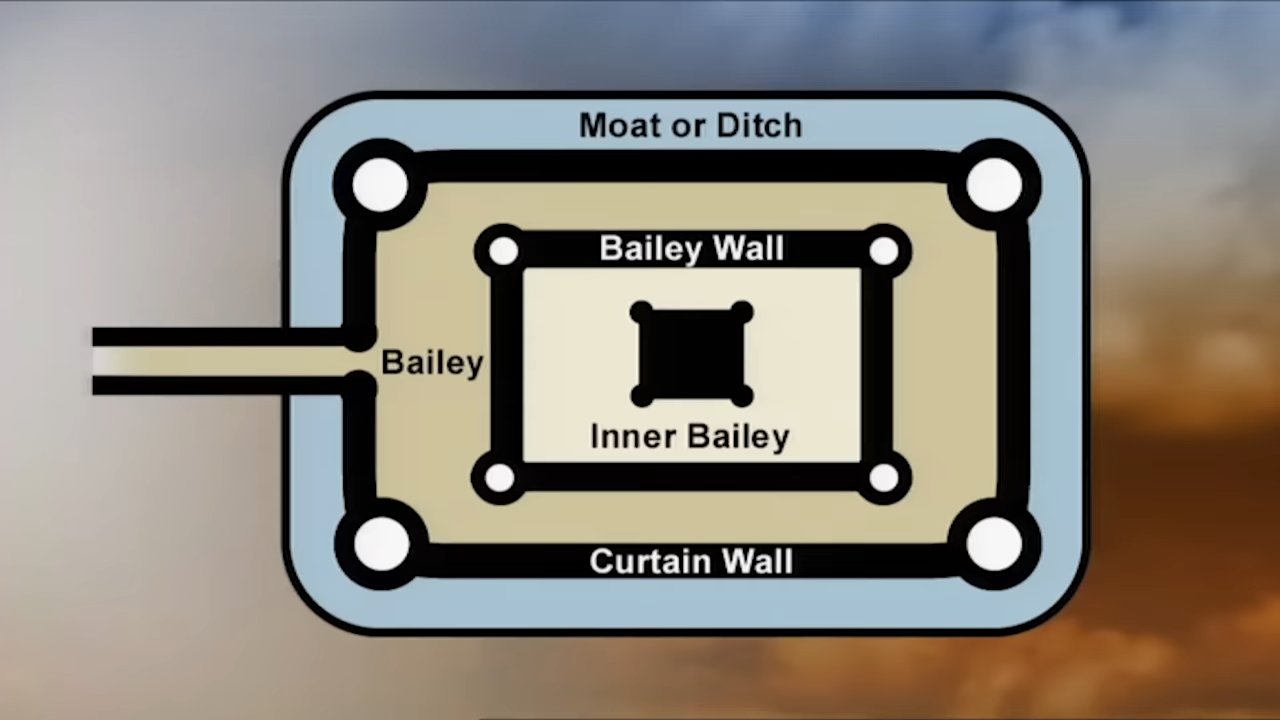 Moat or Ditch
Bailey Wall
Bailey
Inner Bailey
Curtain Wall